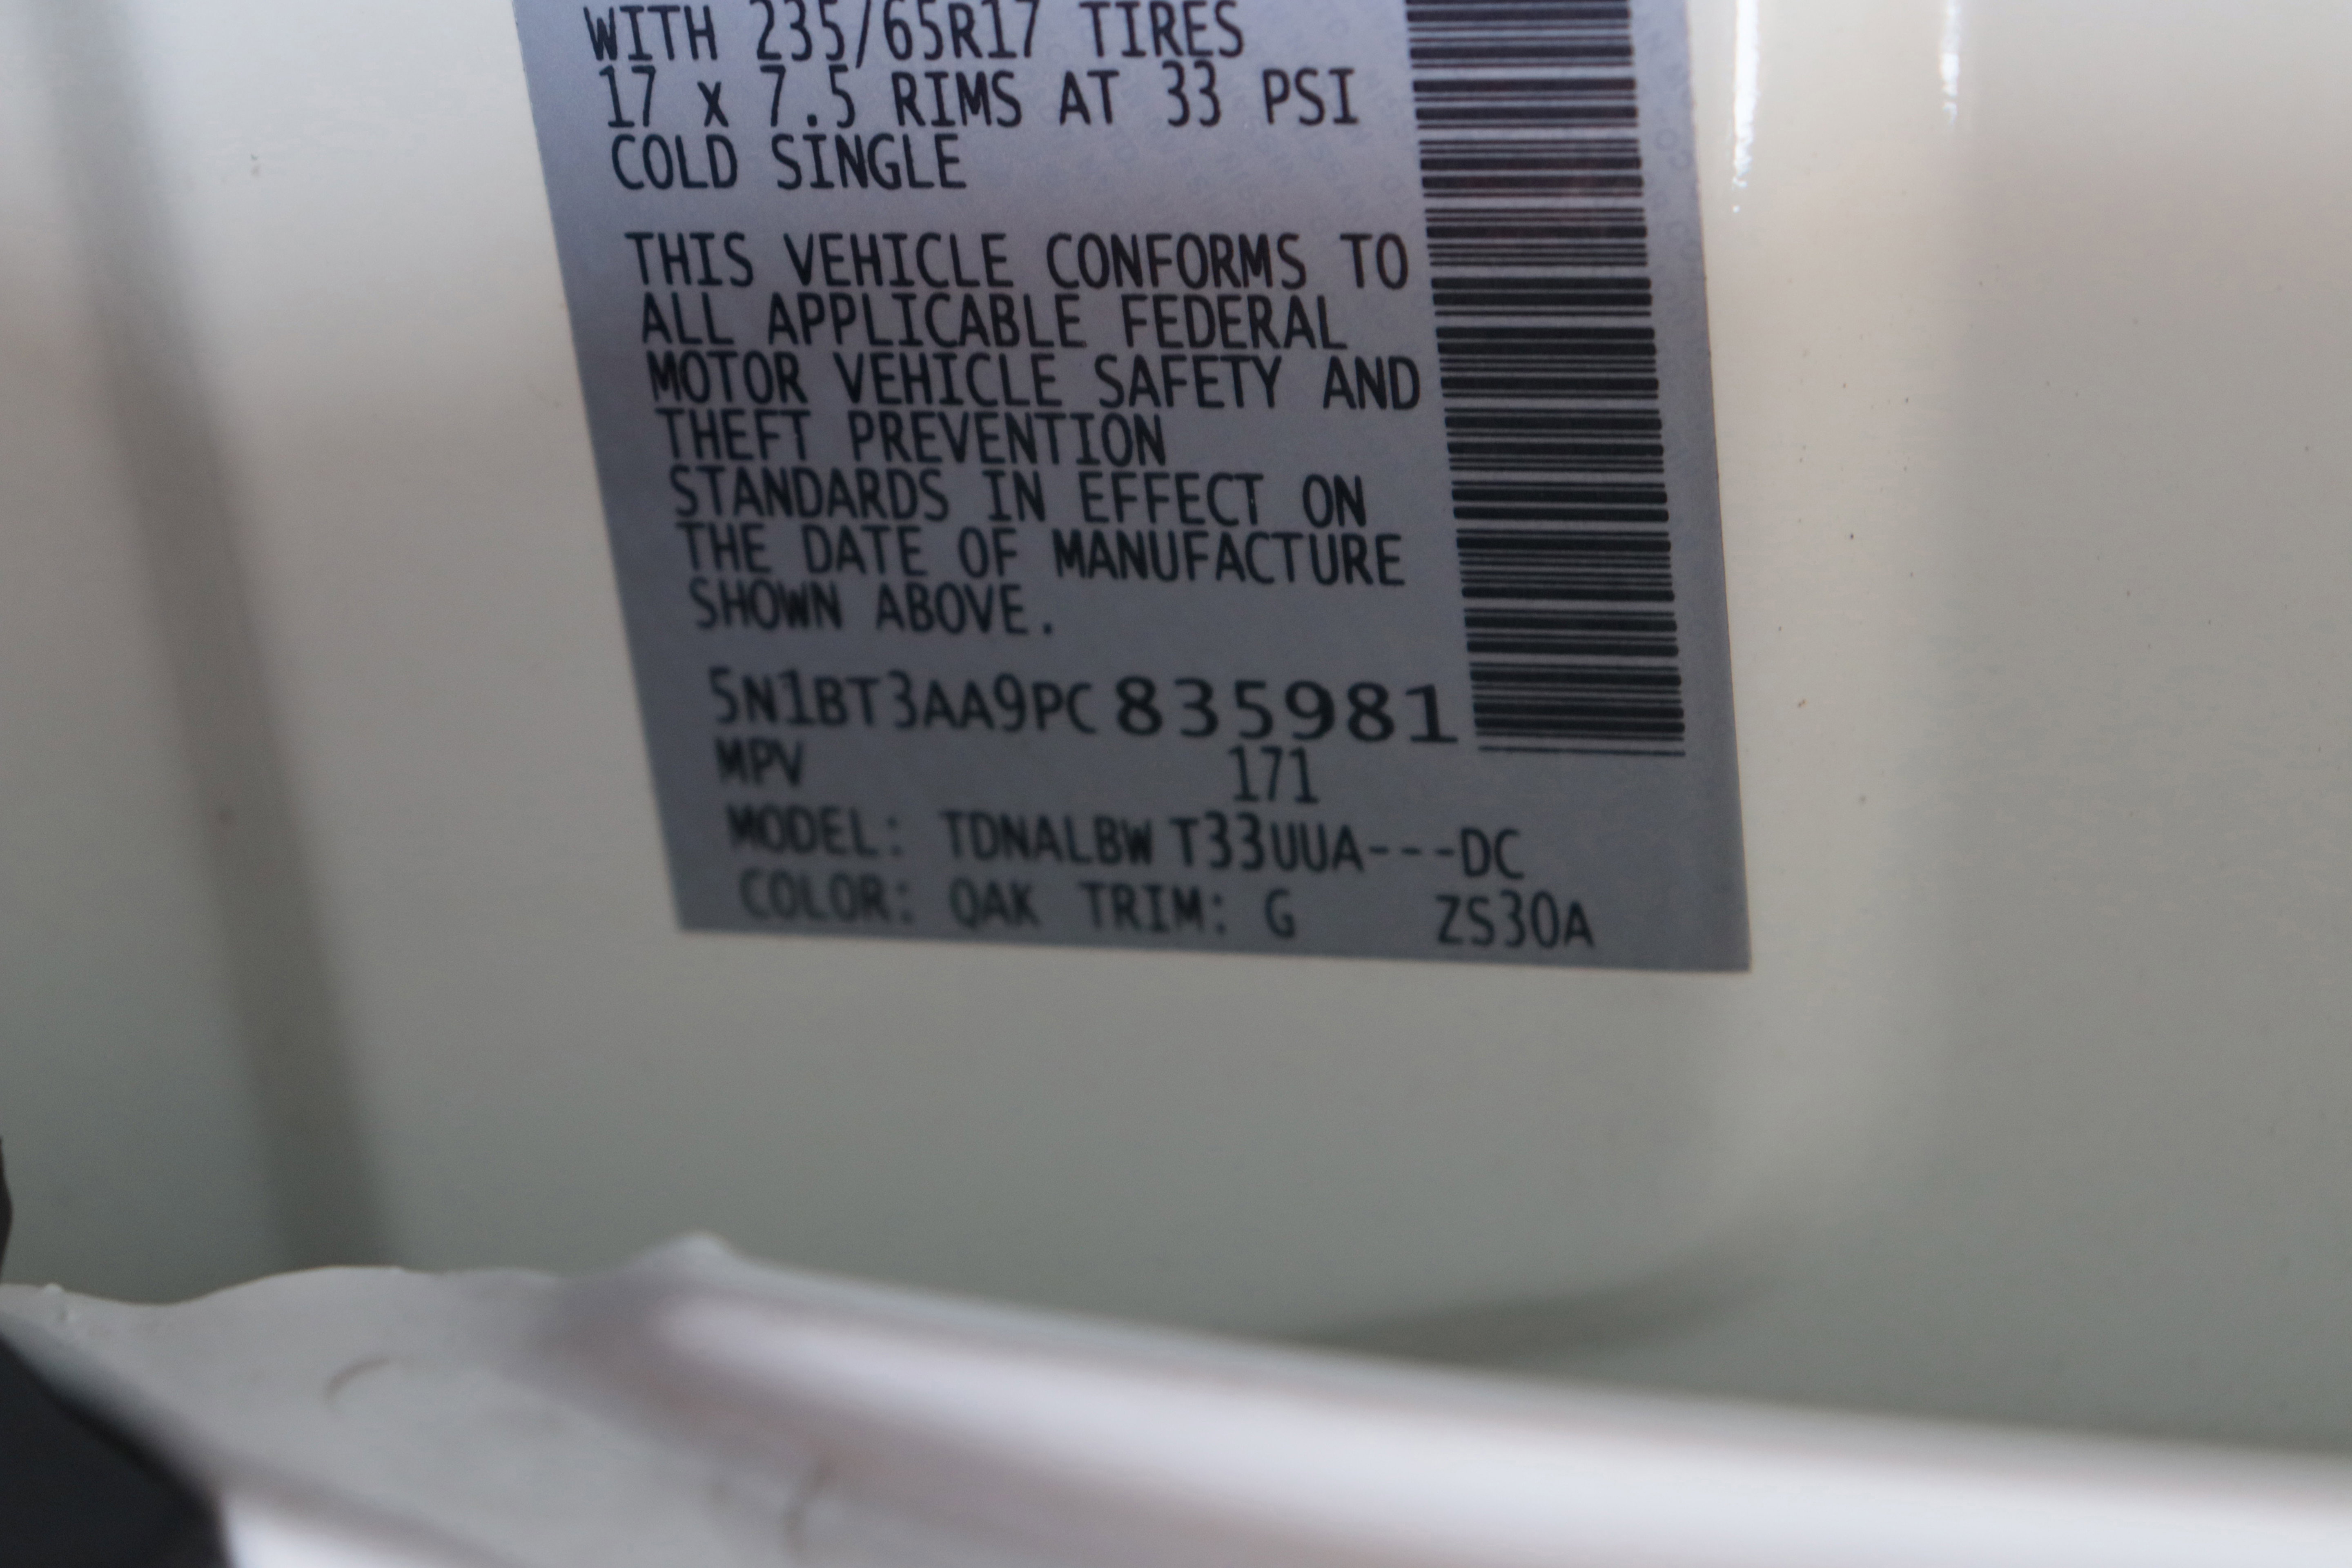 WITH 235/65R17 TIRES
17 x 7.5 RIMS AT 33 PSI
COLD SINGLE
THIS VEHICLE CONFORMS TO
ALL APPLICABLE FEDERAL
MOTOR VEHICLE SAFETY AND
THEFT PREVENTION
STANDARDS IN EFFECT ON
THE DATE OF MANUFACTURE
SHOWN ABOVE.
5N1BT3AA9PC 835981
MPV 171
MODEL: TDNALBW T33UUA---DC
COLOR: QAK TRIM: G ZS30A